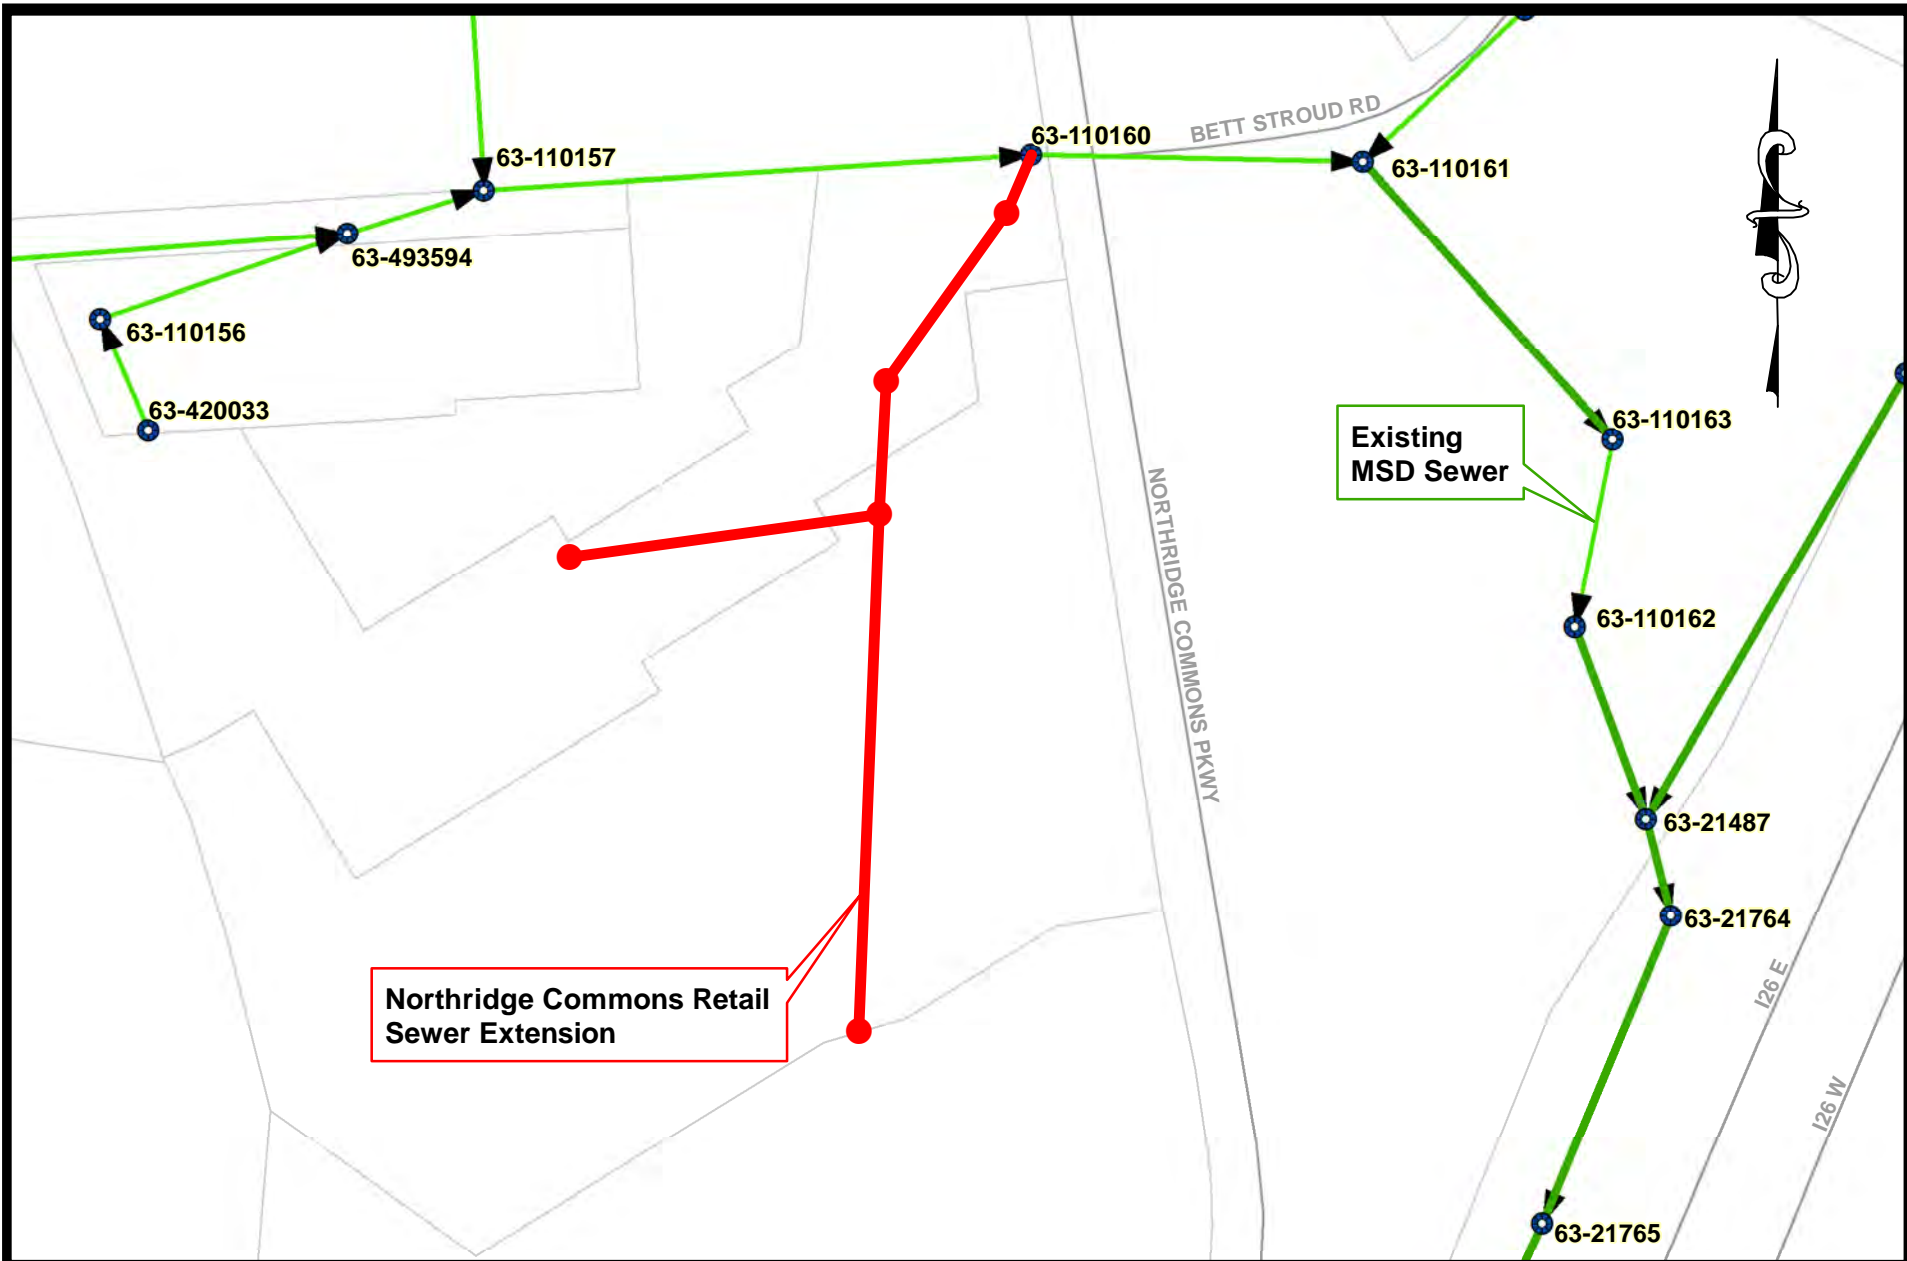 BETT STROUD RD
63-110160
63-110157
63-110161
63-493594
63-110156
63-420033
63-110163
Existing
MSD Sewer
NORTHRIDGE COMMONS PKWY
63-110162
63-21487
63-21764
I26 E
Northridge Commons Retail
Sewer Extension
I26 W
63-21765